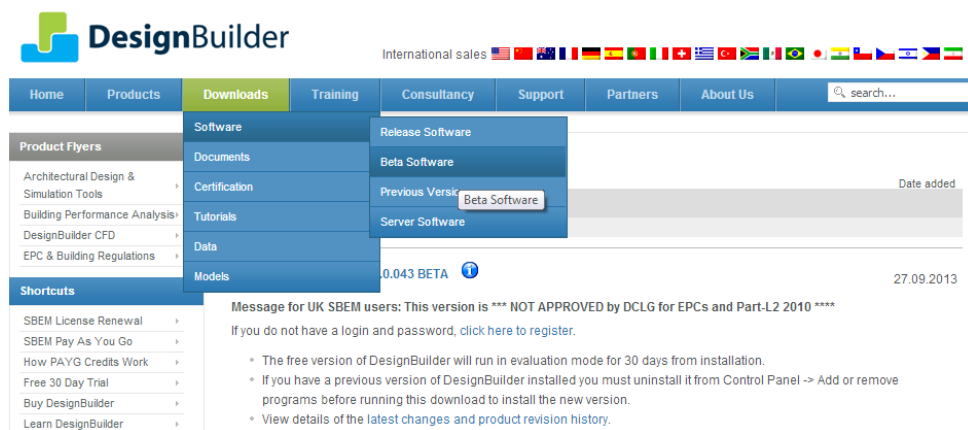 DesignBuilder
International sales
Home Products Downloads Training Consultancy Support Partners About Us search...
Software
Documents
Certification
Tutorials
Data
Models
Release Software
Beta Software
Previous
Beta Software
Server Software
Product Flyers
Architectural Design &
Simulation Tools
Building Performance Analysis
DesignBuilder CFD
EPC & Building Regulations
Shortcuts
SBEM License Renewal
SBEM Pay As You Go
How PAYG Credits Work
Free 30 Day Trial
Buy DesignBuilder
Learn DesignBuilder
Date added
.0.043 BETA
27.09.2013
Message for UK SBEM users: This version is *** NOT APPROVED by DCLG for EPCs and Part-L2 2010 ****
If you do not have a login and password, click here to register.
The free version of DesignBuilder will run in evaluation mode for 30 days from installation.
If you have a previous version of DesignBuilder installed you must uninstall it from Control Panel -> Add or remove
programs before running this download to install the new version.
View details of the latest changes and product revision history.